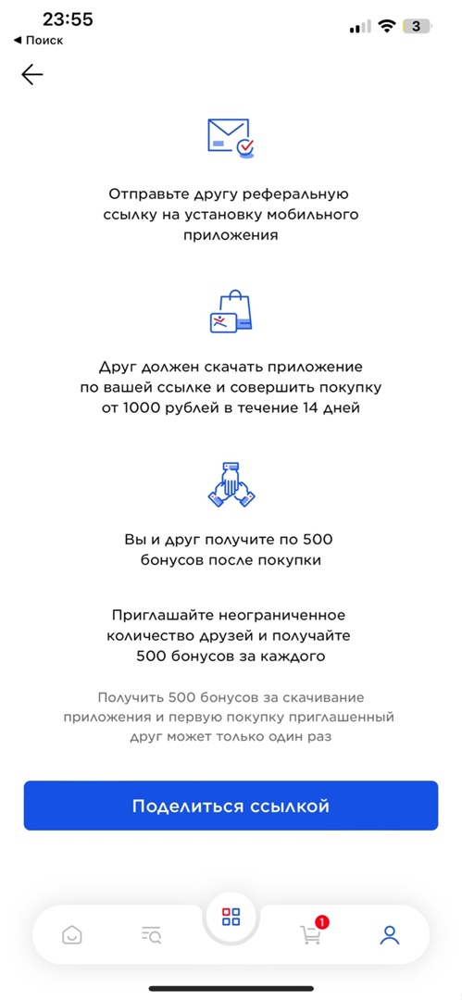 23:55
3
◀ Поиск
Отправьте другу реферальную
ссылку на установку мобильного
приложения
Друг должен скачать приложение
по вашей ссылке и совершить покупку
от 1000 рублей в течение 14 дней
Вы и друг получите по 500
бонусов после покупки
Приглашайте неограниченное
количество друзей и получайте
500 бонусов за каждого
Получить 500 бонусов за скачивание
приложения и первую покупку приглашенный
друг может только один раз
Поделиться ссылкой
1